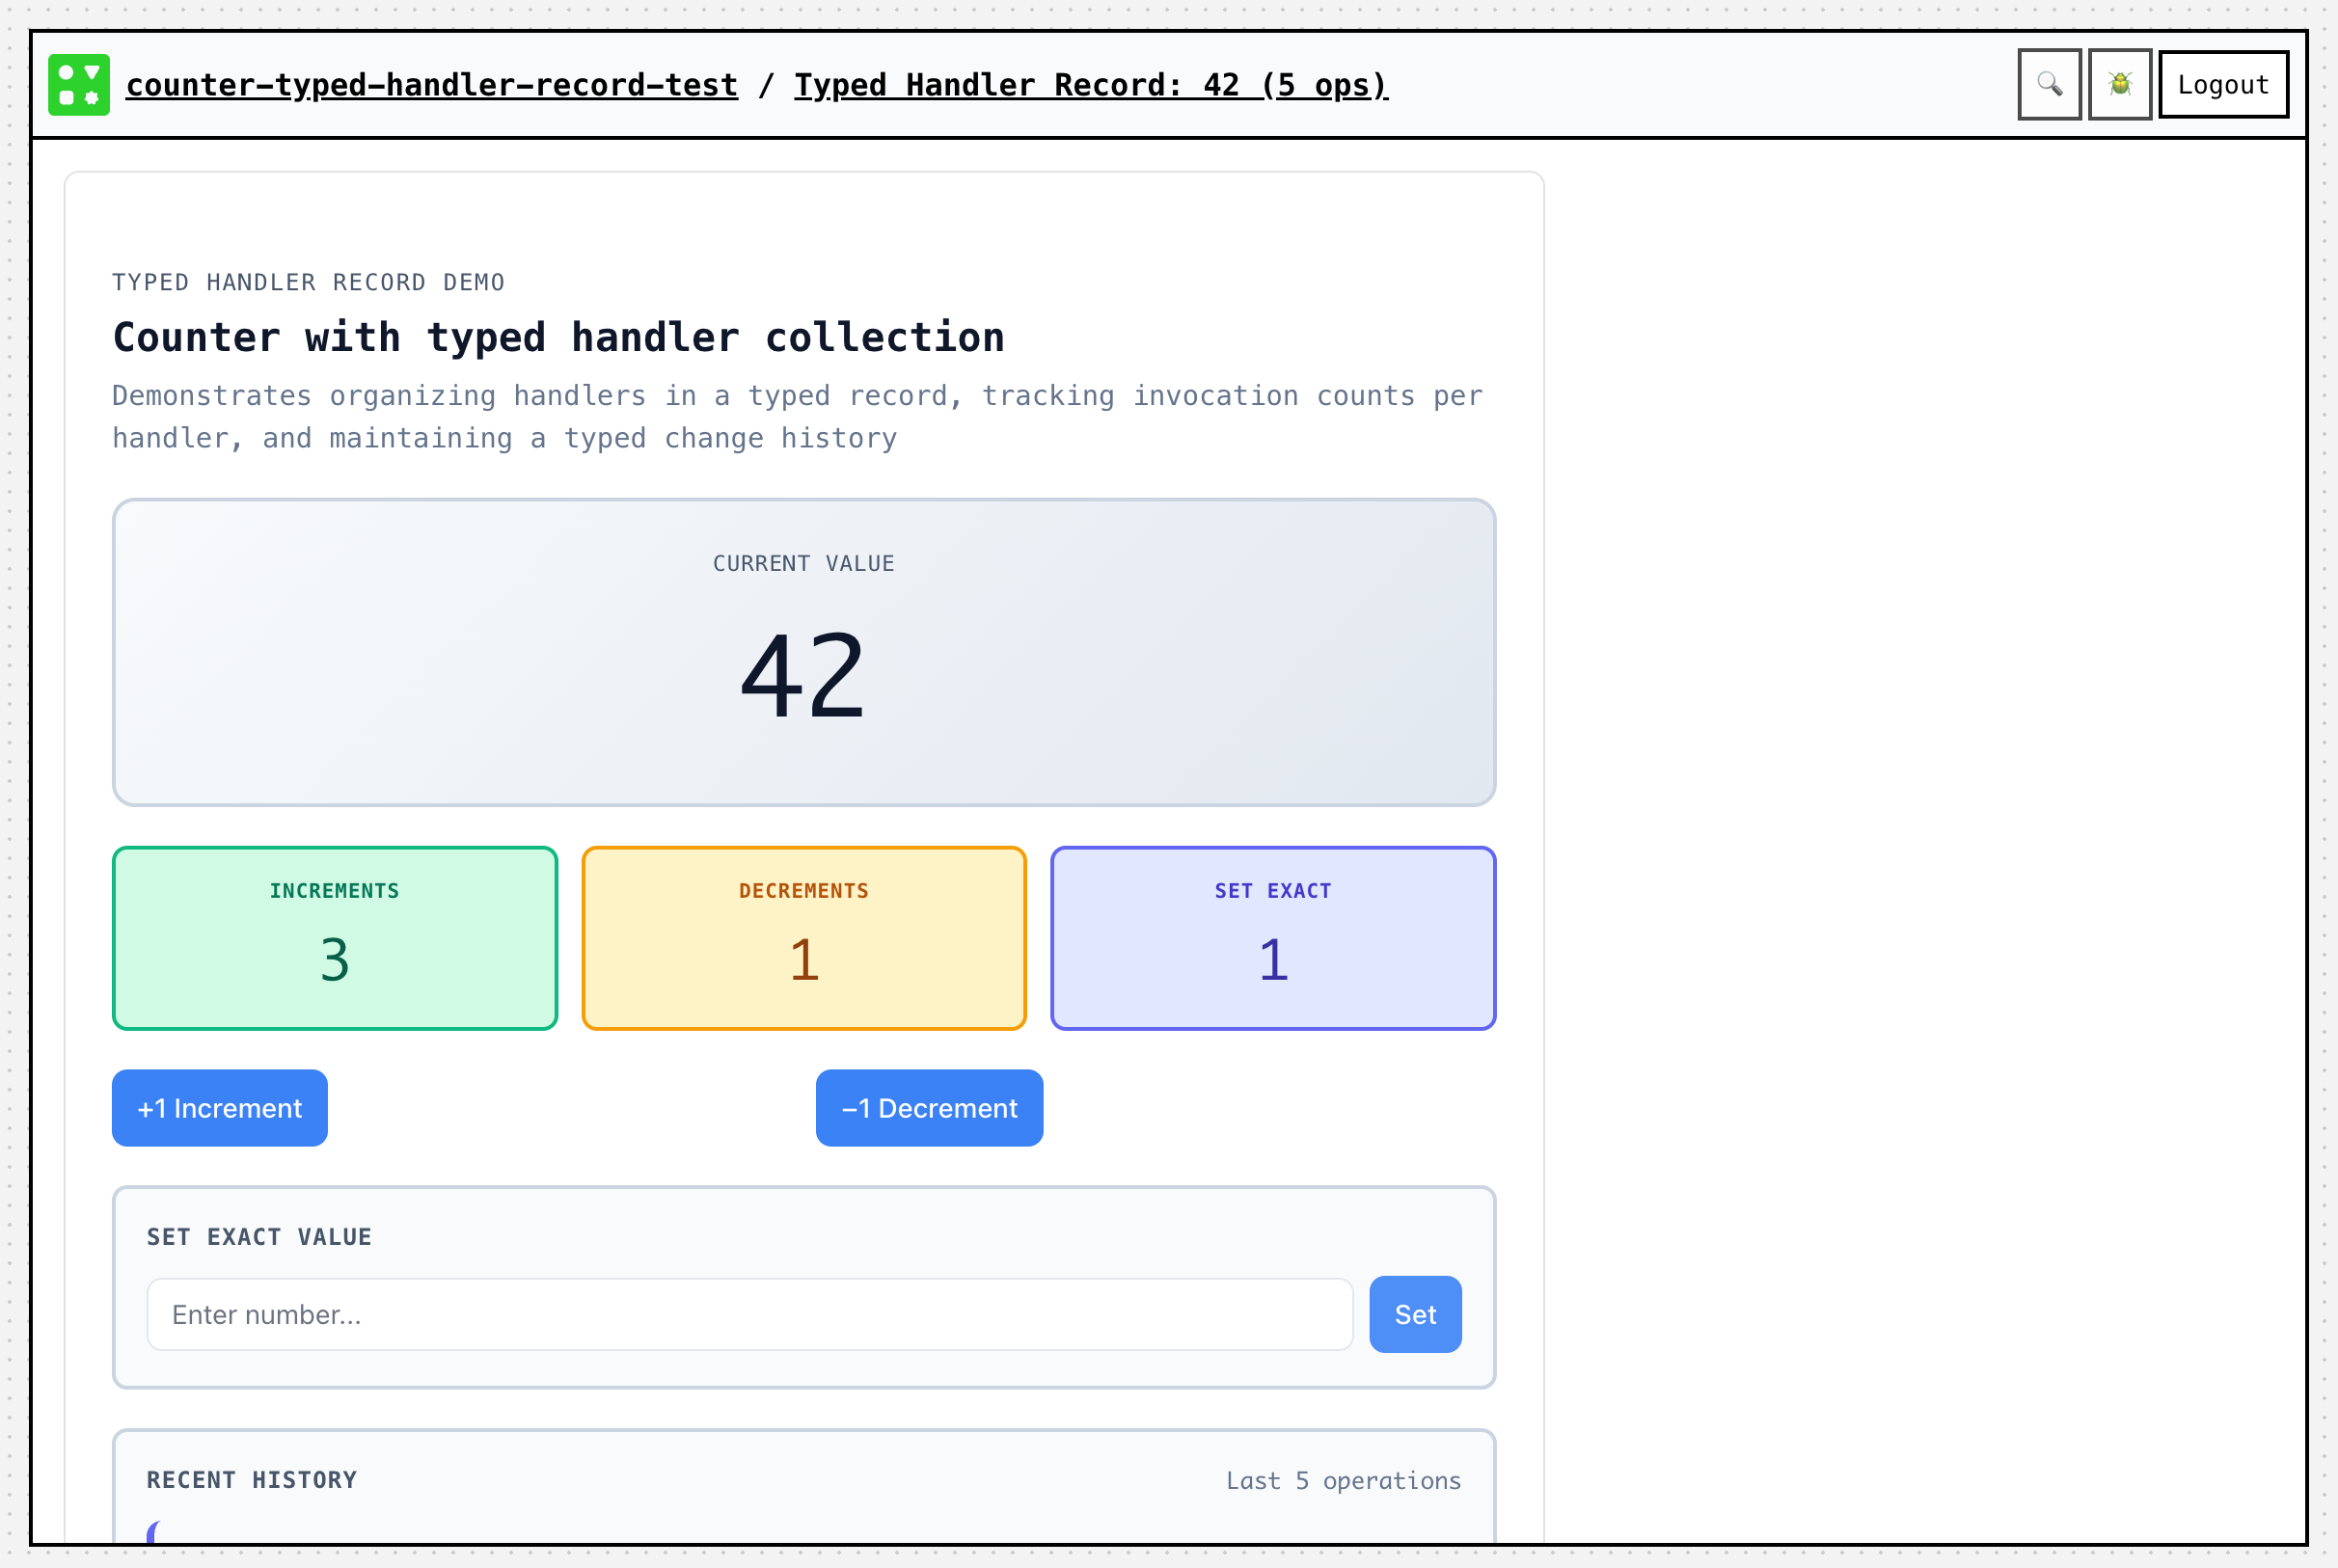 counter-typed-handler-record-test / Typed Handler Record: 42 (5 ops)
Logout
TYPED HANDLER RECORD DEMO
Counter with typed handler collection
Demonstrates organizing handlers in a typed record, tracking invocation counts per
handler, and maintaining a typed change history
CURRENT VALUE
42
INCREMENTS
3
DECREMENTS
1
SET EXACT
1
+1 Increment
−1 Decrement
SET EXACT VALUE
Enter number...
Set
RECENT HISTORY
Last 5 operations